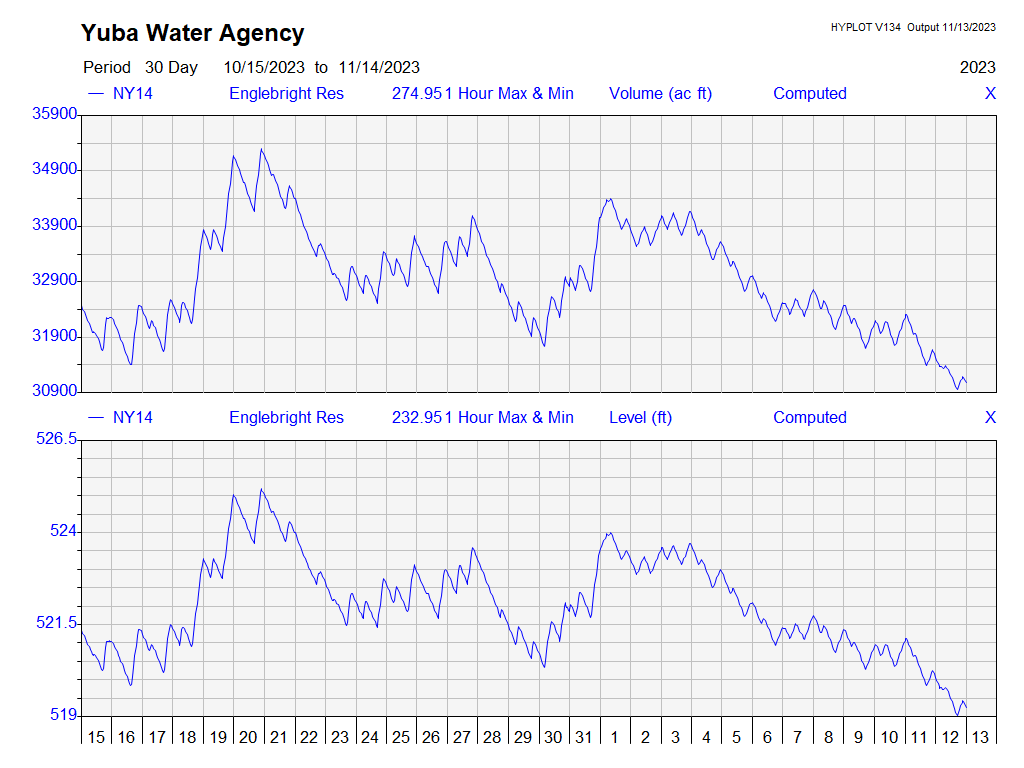 Yuba Water Agency
HYPLOT V134 Output 11/13/2023
Period 30 Day 10/15/2023 to 11/14/2023 2023
NY14 Englebright Res 274.951 Hour Max & Min Volume (ac ft) Computed X
35900
34900
33900
32900
31900
30900
NY14 Englebright Res 232.951 Hour Max & Min Level (ft) Computed X
526.5
524
521.5
519
15 16 17 18 19 20 21 22 23 24 25 26 27 28 29 30 31 1 2 3 4 5 6 7 8 9 10 11 12 13